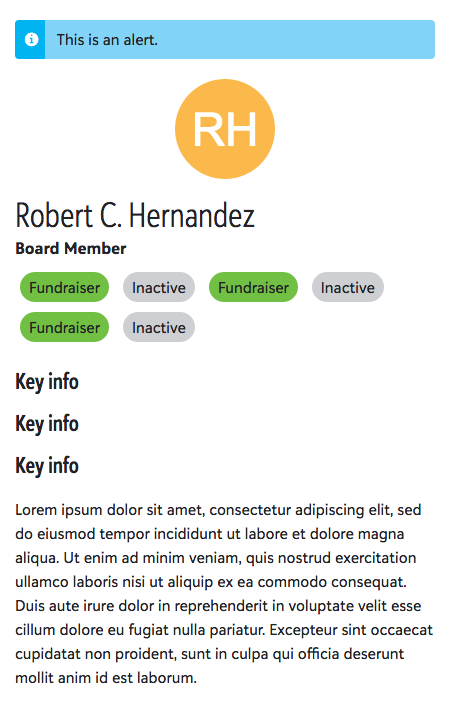 This is an alert.
RH
Robert C. Hernandez
Board Member
Fundraiser Inactive Fundraiser Inactive
Fundraiser Inactive
Key info
Key info
Key info
Lorem ipsum dolor sit amet, consectetur adipiscing elit, sed
do eiusmod tempor incididunt ut labore et dolore magna
aliqua. Ut enim ad minim veniam, quis nostrud exercitation
ullamco laboris nisi ut aliquip ex ea commodo consequat.
Duis aute irure dolor in reprehenderit in voluptate velit esse
cillum dolore eu fugiat nulla pariatur. Excepteur sint occaecat
cupidatat non proident, sunt in culpa qui officia deserunt
mollit anim id est laborum.